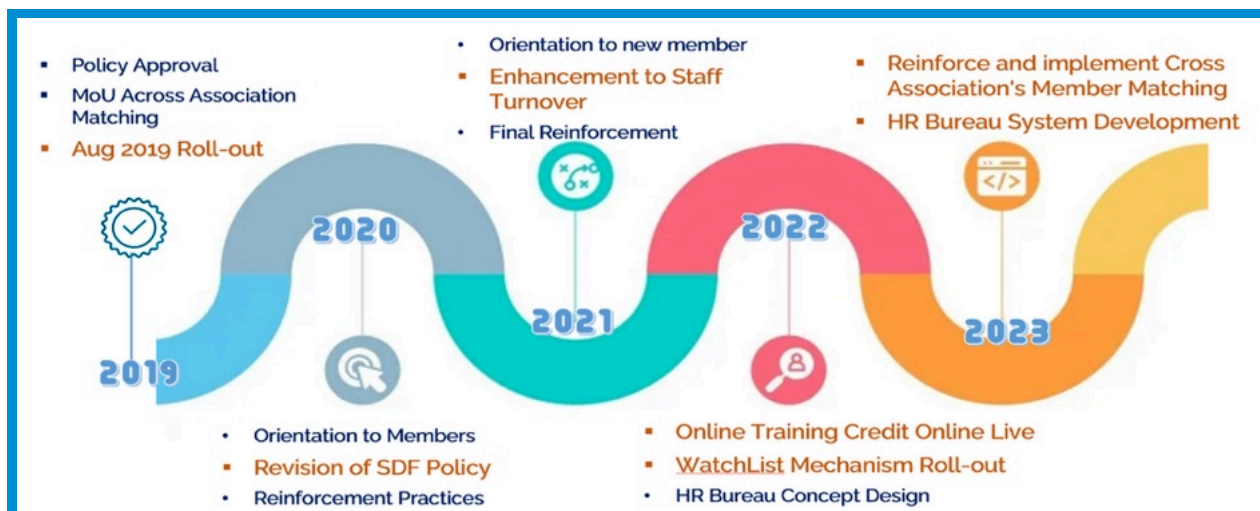 Policy Approval
MoU Across Association
Matching
Aug 2019 Roll-out
2019
2020
Orientation to Members
Revision of SDF Policy
Reinforcement Practices
Orientation to new member
Enhancement to Staff
Turnover
Final Reinforcement
2021
2022
Online Training Credit Online Live
WatchList Mechanism Roll-out
HR Bureau Concept Design
Reinforce and implement Cross
Association's Member Matching
HR Bureau System Development
</>
2023